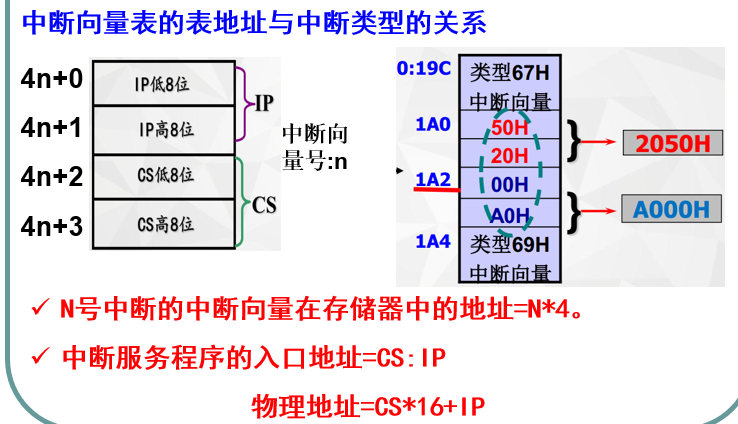 中断向量表的表地址与中断类型的关系
4n+0
IP低8位
4n+1
IP高8位
4n+2
CS低8位
4n+3
CS高8位
IP
CS
中断向
量号:n
0:19C
类型67H
中断向量
1A0
50H
20H
1A2
00H
A0H
1A4
类型69H
中断向量
2050H
A000H
✓ N号中断的中断向量在存储器中的地址=N*4。
✓ 中断服务程序的入口地址=CS:IP
物理地址=CS*16+IP